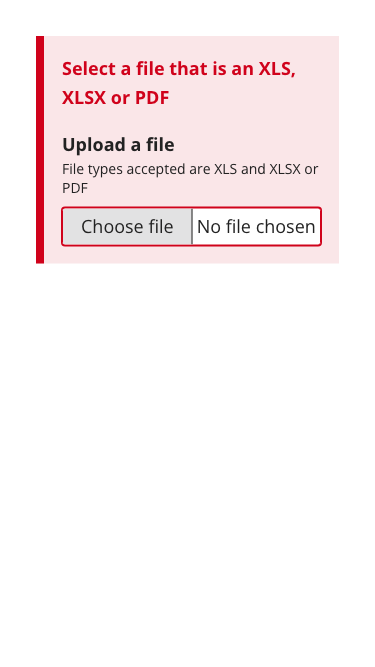 Select a file that is an XLS,
XLSX or PDF
Upload a file
File types accepted are XLS and XLSX or
PDF
Choose file No file chosen